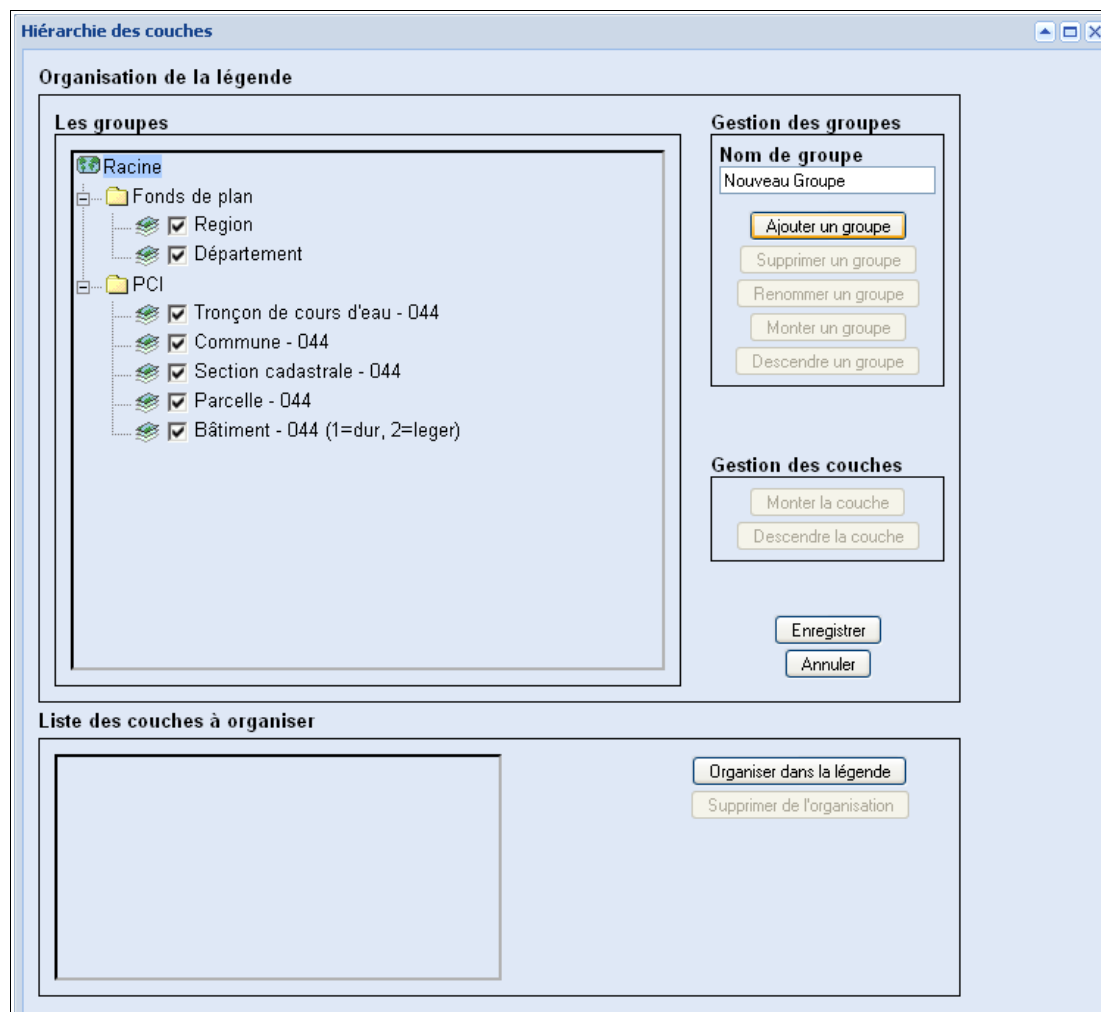 Hiérarchie des couches
Organisation de la légende
Les groupes
Racine
Fonds de plan
Region
Département
PCI
Tronçon de cours d'eau - 044
Commune - 044
Section cadastrale - 044
Parcelle - 044
Bâtiment - 044 (1=dur, 2=leger)
Gestion des groupes
Nom de groupe
Nouveau Groupe
Ajouter un groupe
Supprimer un groupe
Renommer un groupe
Monter un groupe
Descendre un groupe
Gestion des couches
Monter la couche
Descendre la couche
Enregistrer
Annuler
Liste des couches à organiser
Organiser dans la légende
Supprimer de l'organisation